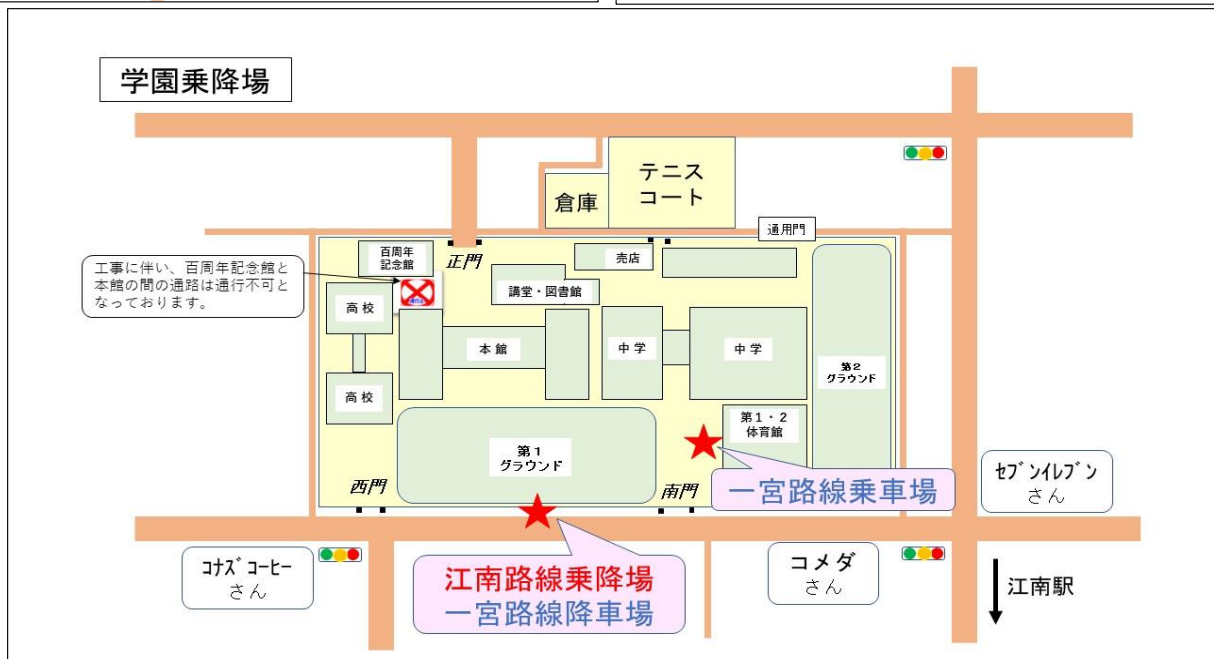 学園乗降場
テニス
コート
倉庫
通用門
百周年
記念館
正門
売店
工事に伴い、百周年記念館と
本館の間の通路は通行不可と
なっております。
講堂・図書館
高校
本館
中学
中学
第2
グラウンド
高校
第1・2
体育館
第1
グラウンド
西門
南門
一宮路線乗車場
セブンイレブン
さん
コナズコーヒー
さん
江南路線乗降場
一宮路線降車場
コメダ
さん
江南駅